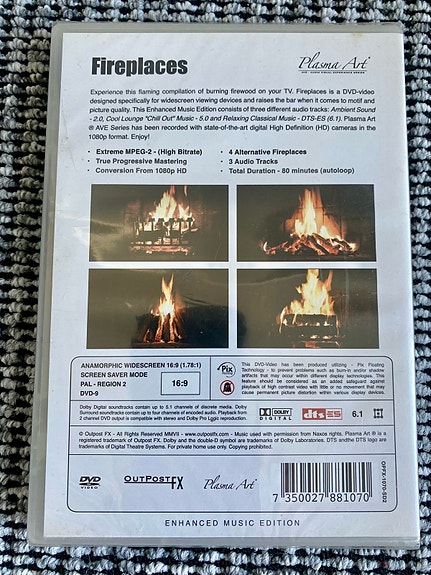 Fireplaces
Plasma Art®
DVD - AUDIO VISUAL EXPERIENCE SERIES
Experience this flaming compilation of burning firewood on your TV. Fireplaces is a DVD-video
designed specifically for widescreen viewing devices and raises the bar when it comes to motif and
picture quality. This Enhanced Music Edition consists of three different audio tracks: Ambient Sound
- 2.0, Cool Lounge "Chill Out" Music - 5.0 and Relaxing Classical Music - DTS-ES (6.1). Plasma Art
® AVE Series has been recorded with state-of-the-art digital High Definition (HD) cameras in the
1080p format. Enjoy!
• Extreme MPEG-2 - (High Bitrate)
• True Progressive Mastering
• Conversion From 1080p HD
• 4 Alternative Fireplaces
• 3 Audio Tracks
• Total Duration - 80 minutes (autoloop)
ANAMORPHIC WIDESCREEN 16:9 (1.78:1)
SCREEN SAVER MODE
PAL - REGION 2
DVD-9
16:9
Pix
This DVD-Video has been produced utilizing - Pix Floating
Technology - to prevent problems such as burn-in and/or shadow
artifacts that may occur within different display technologies. This
feature should be considered as an added safeguard against
playback of high contrast video with little or no movement that may
cause permanent picture distortion within various display devices.
Dolby Digital soundtracks contain up to 5.1 channels of discrete media. Dolby
Surround soundtracks contain up to four channels of encoded audio. Playback from
2 channel DVD output is compatible with stereo and Dolby Pro Logic reproduction.
DOLBY
DIGITAL
dts ES
6.1
© Outpost FX - All Rights Reserved MMVII - www.outpostfx.com - Music used with permission from Naxos rights. Plasma Art ® is a
registered trademark of Outpost FX. Dolby and the double-D symbol are trademarks of Dolby Laboratories. DTS andthe DTS logo are
trademarks of Digital Theatre Systems. For private home use only. Copying prohibited.
DVD
VIDEO
OUTPOST FX
Plasma Art®
7 350027 881070
OPFX-1070-SD2
ENHANCED MUSIC EDITION